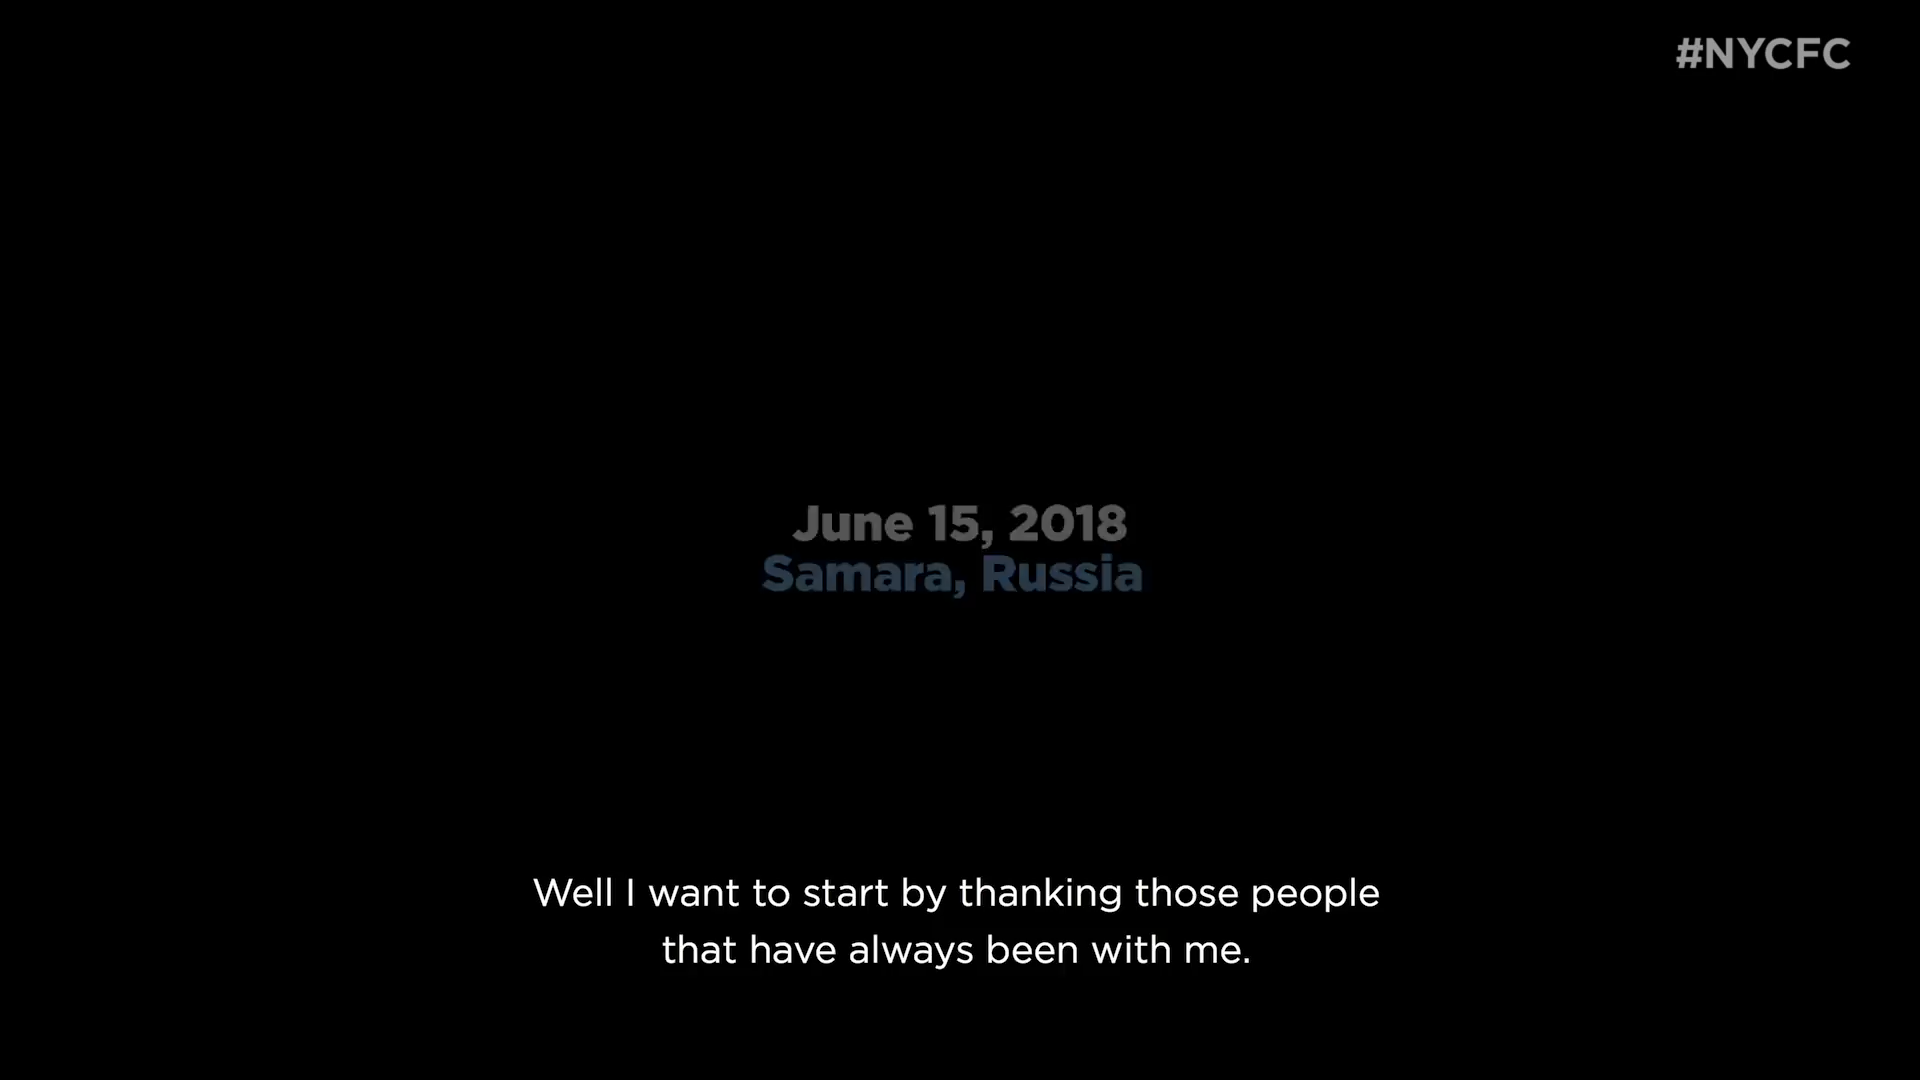 #NYCFC
June 15, 2018
Samara, Russia
Well I want to start by thanking those people
that have always been with me.